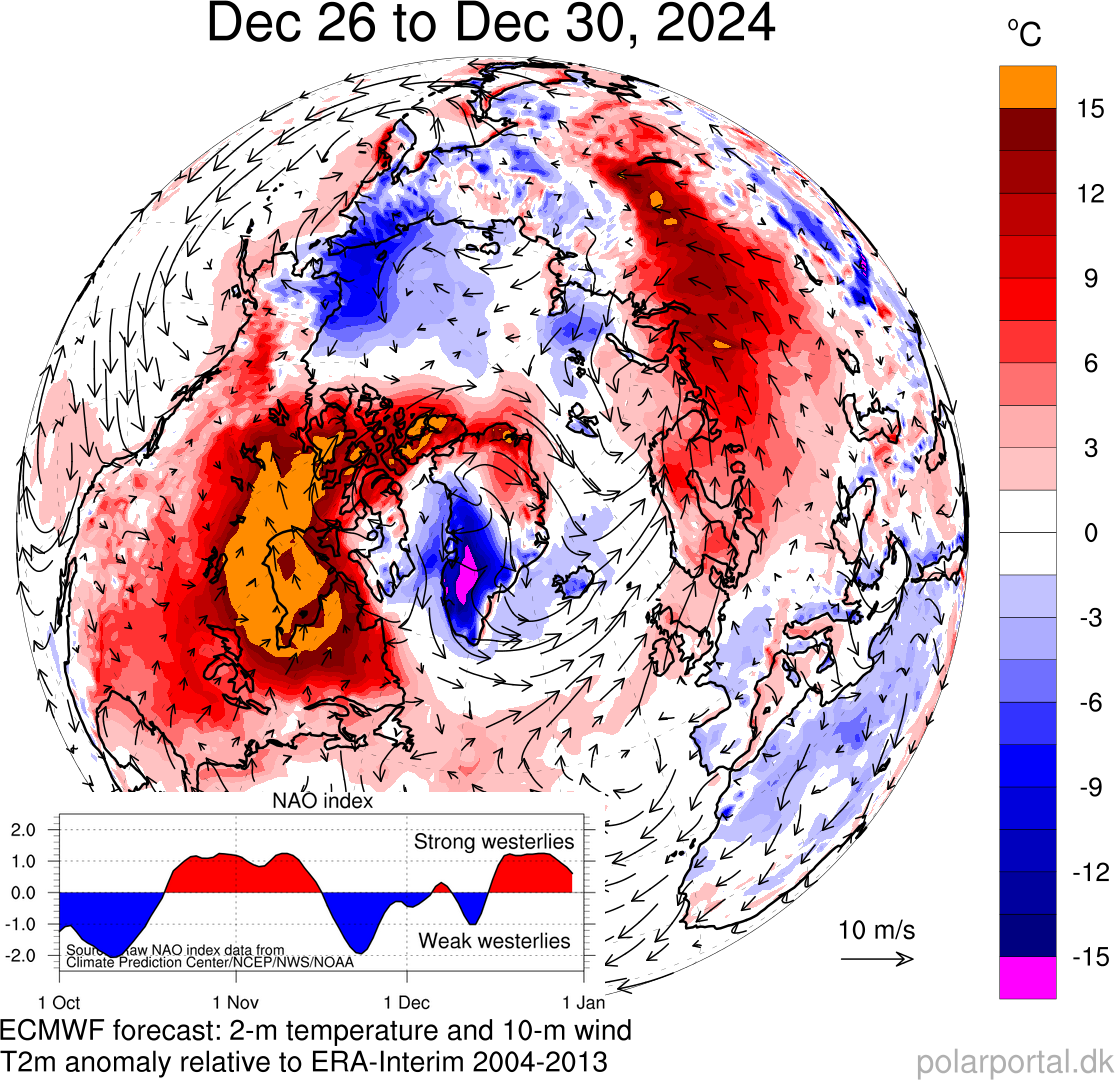 Dec 26 to Dec 30, 2024
°C
15
12
9
6
3
0
-3
-6
-9
-12
-15
10 m/s
NAO index
2.0
1.0
0.0
-1.0
-2.0
Strong westerlies
Weak westerlies
raw NAO index data from
Climate Prediction Center/NCEP/NWS/NOAA
1 Oct
1 Nov
1 Dec
1 Jan
ECMWF forecast: 2-m temperature and 10-m wind
T2m anomaly relative to ERA-Interim 2004-2013
polarportal.dk